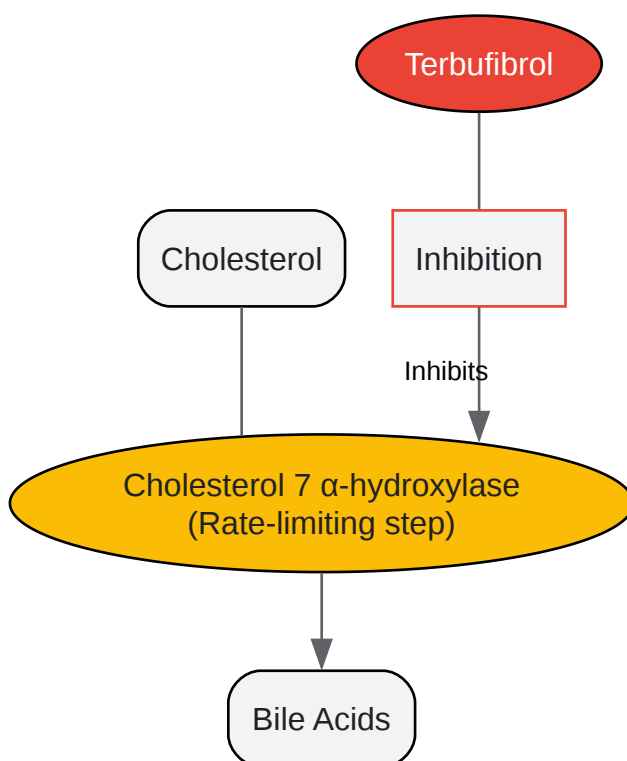 Terbufibrol
Cholesterol
Inhibition
Inhibits
Cholesterol 7 α-hydroxylase
(Rate-limiting step)
Bile Acids